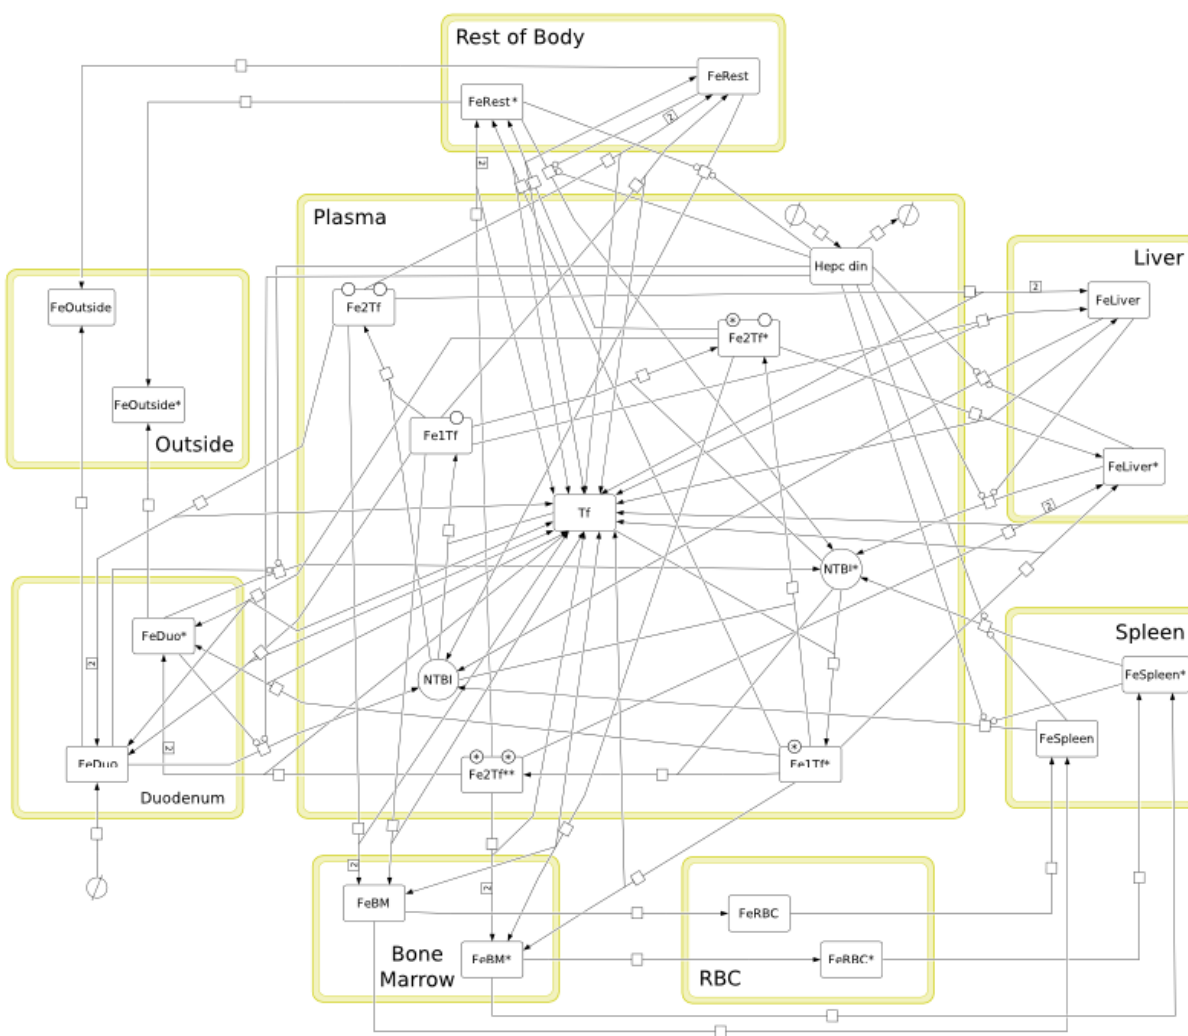 Rest of Body
FeRest
FeRest*
2
2
Plasma
Hepc din
Liver
FeOutside
Fe2Tf
2
FeLiver
*
Fe2Tf*
FeOutside*
Fe1Tf
Outside
FeLiver*
2
Tf
NTBI*
FeDuo*
Spleen
2
NTBI
FeSpleen*
FeSpleen
2
* *
*
FeDuo
Fe2Tf**
Fe1Tf*
Duodenum
2
2
FeBM
FeRBC
Bone
Marrow
FeBM*
FeRBC*
RBC